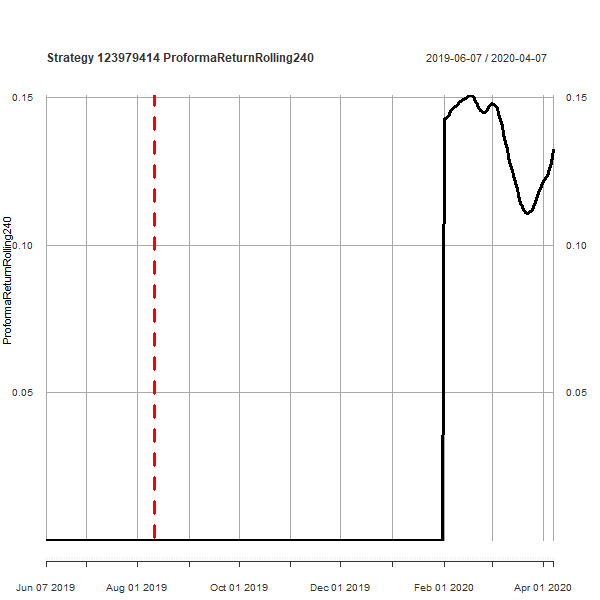 Strategy 123979414 ProformaReturnRolling240
2019-06-07 / 2020-04-07
ProformaReturnRolling240
0.15
0.10
0.05
0.15
0.10
0.05
Jun 07 2019
Aug 01 2019
Oct 01 2019
Dec 01 2019
Feb 01 2020
Apr 01 2020